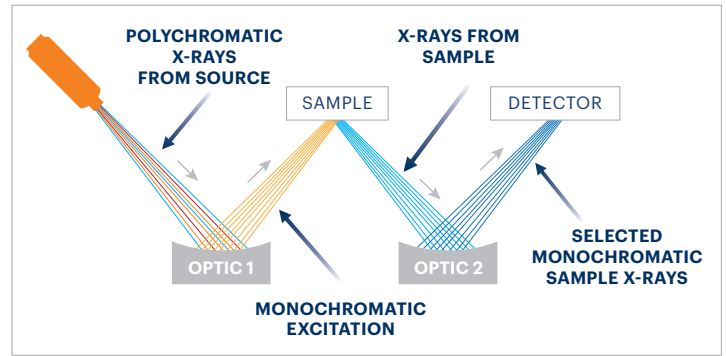 POLYCHROMATIC
X-RAYS
FROM SOURCE
X-RAYS FROM
SAMPLE
SAMPLE
DETECTOR
OPTIC 1
OPTIC 2
MONOCHROMATIC
EXCITATION
SELECTED
MONOCHROMATIC
SAMPLE X-RAYS